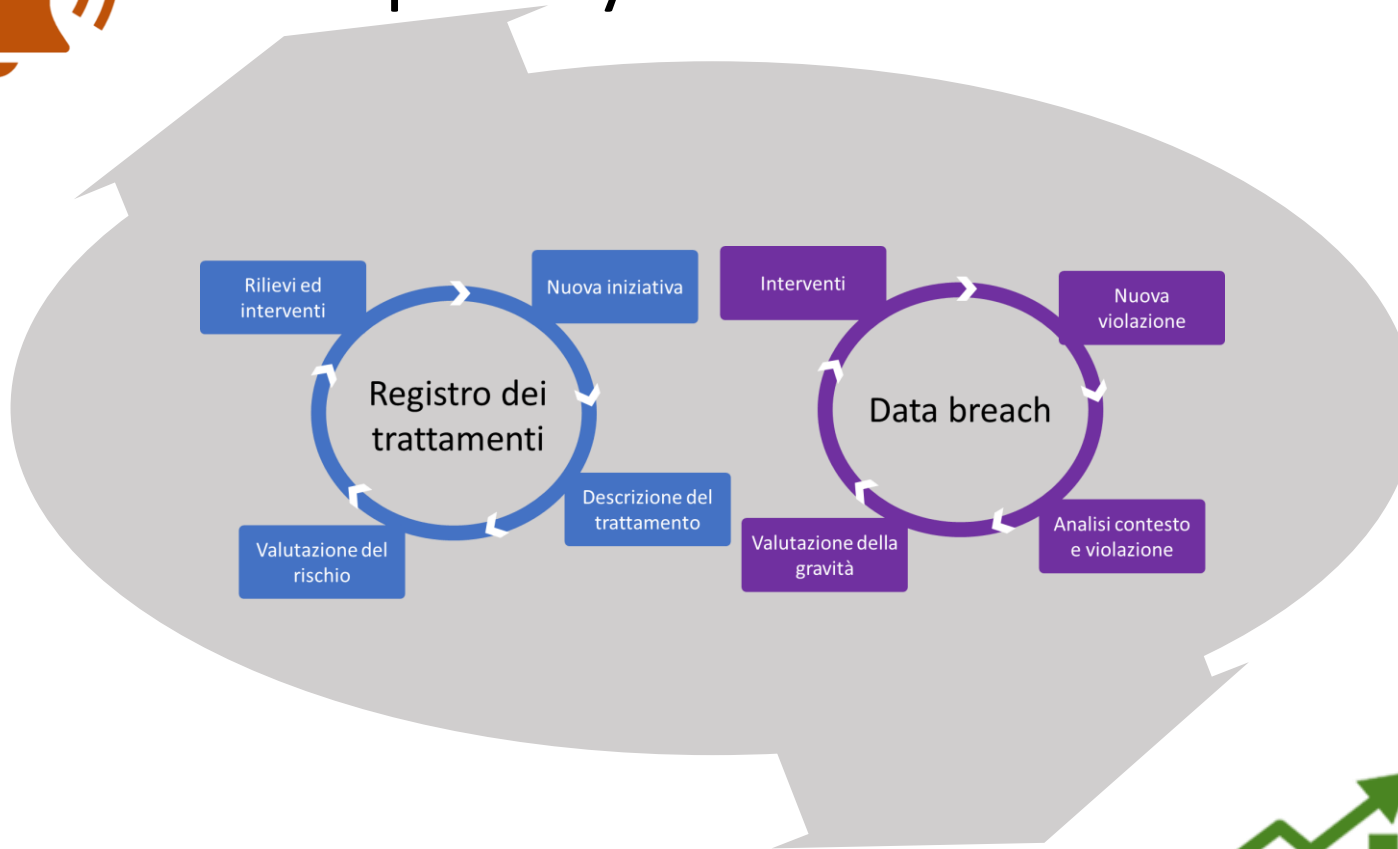 Rilievi ed
interventi
Nuova iniziativa
Registro dei
trattamenti
Descrizione del
trattamento
Valutazione del
rischio
Interventi
Nuova
violazione
Data breach
Analisi contesto
e violazione
Valutazione della
gravità